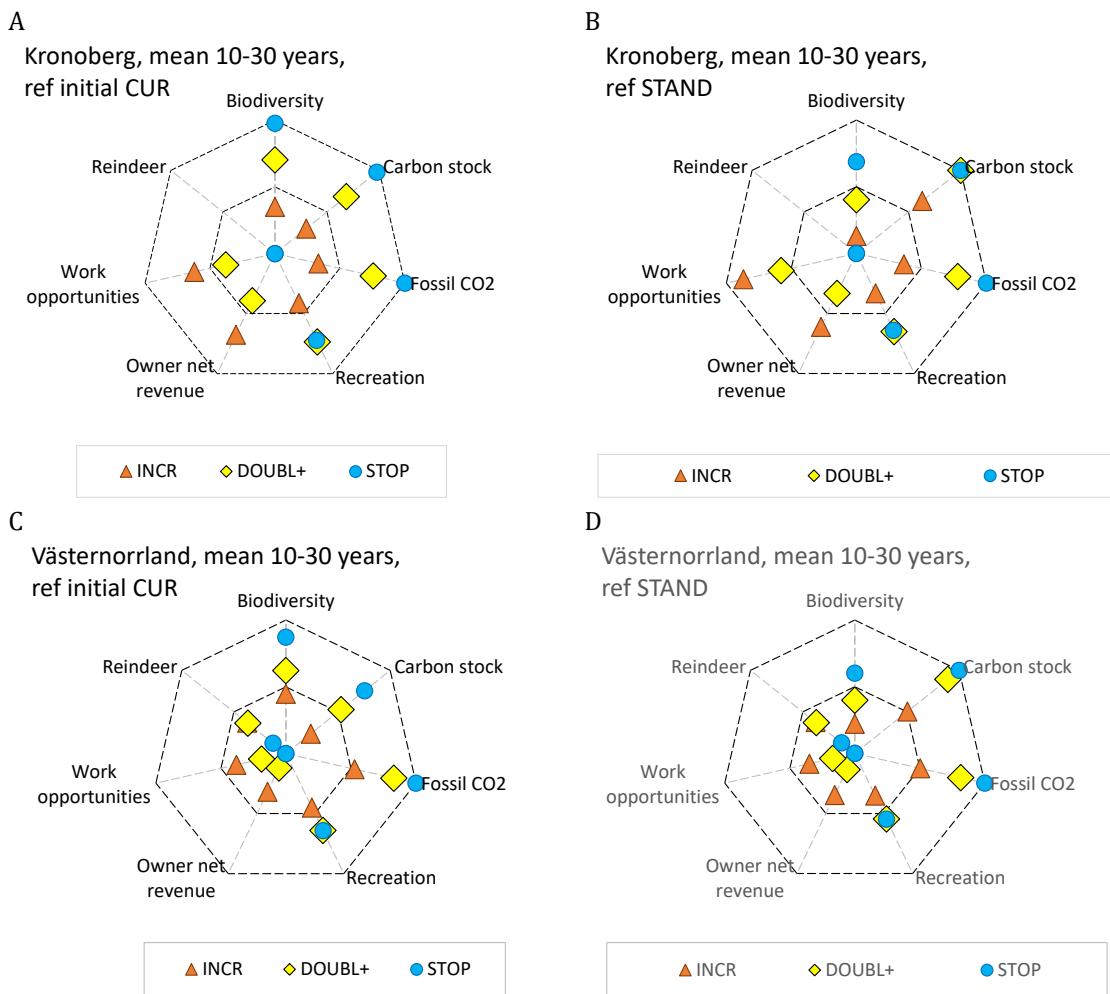 A
Kronoberg, mean 10-30 years,
ref initial CUR
Biodiversity
Reindeer
Carbon stock
Work
opportunities
Fossil CO2
Owner net
revenue
Recreation
INCR
DOUBL+
STOP
B
Kronoberg, mean 10-30 years,
ref STAND
Biodiversity
Reindeer
Carbon stock
Work
opportunities
Fossil CO2
Owner net
revenue
Recreation
INCR
DOUBL+
STOP
C
Västernorrland, mean 10-30 years,
ref initial CUR
Biodiversity
Reindeer
Carbon stock
Work
opportunities
Fossil CO2
Owner net
revenue
Recreation
INCR
DOUBL+
STOP
D
Västernorrland, mean 10-30 years,
ref STAND
Biodiversity
Reindeer
Carbon stock
Work
opportunities
Fossil CO2
Owner net
revenue
Recreation
INCR
DOUBL+
STOP